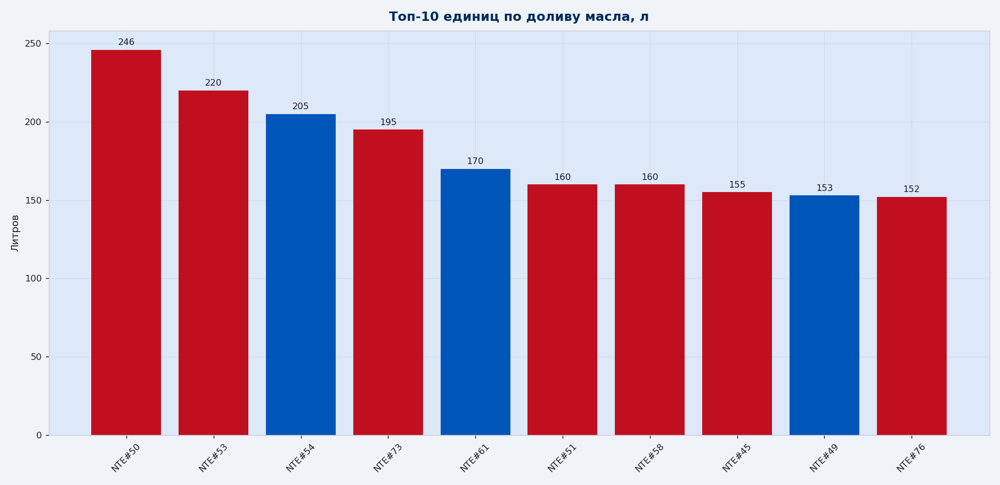 Топ-10 единиц по доливу масла, л
Литров
250
200
150
100
50
0
246
220
205
195
170
160
160
155
153
152
NTE#50
NTE#53
NTE#54
NTE#73
NTE#61
NTE#51
NTE#58
NTE#45
NTE#49
NTE#76